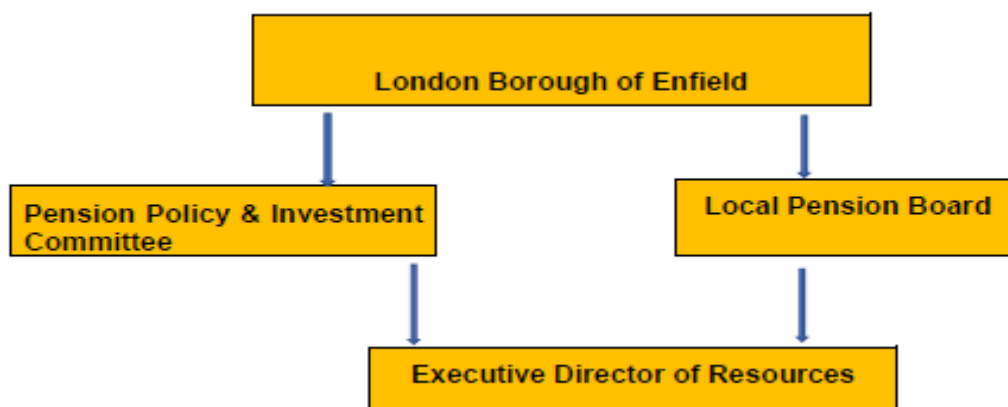 London Borough of Enfield
Pension Policy & Investment
Committee
Local Pension Board
Executive Director of Resources